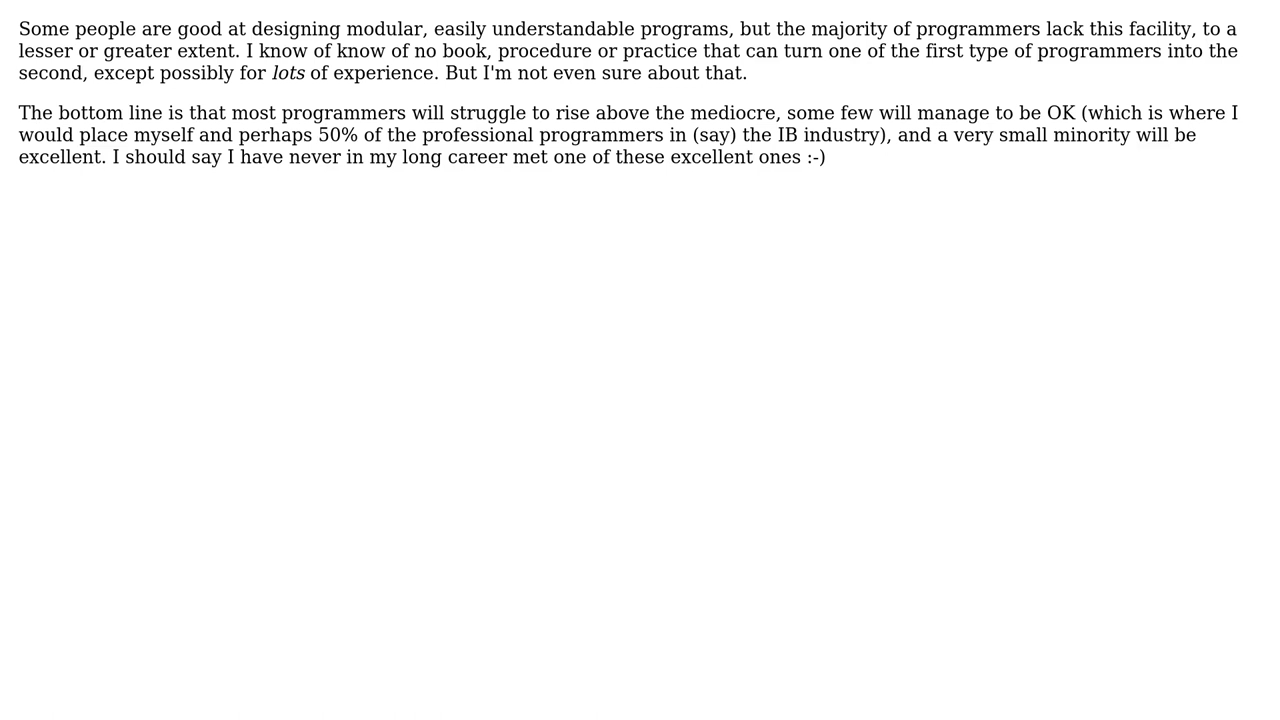 Some people are good at designing modular, easily understandable programs, but the majority of programmers lack this facility, to a
lesser or greater extent. I know of know of no book, procedure or practice that can turn one of the first type of programmers into the
second, except possibly for lots of experience. But I'm not even sure about that.
The bottom line is that most programmers will struggle to rise above the mediocre, some few will manage to be OK (which is where I
would place myself and perhaps 50% of the professional programmers in (say) the IB industry), and a very small minority will be
excellent. I should say I have never in my long career met one of these excellent ones :-)